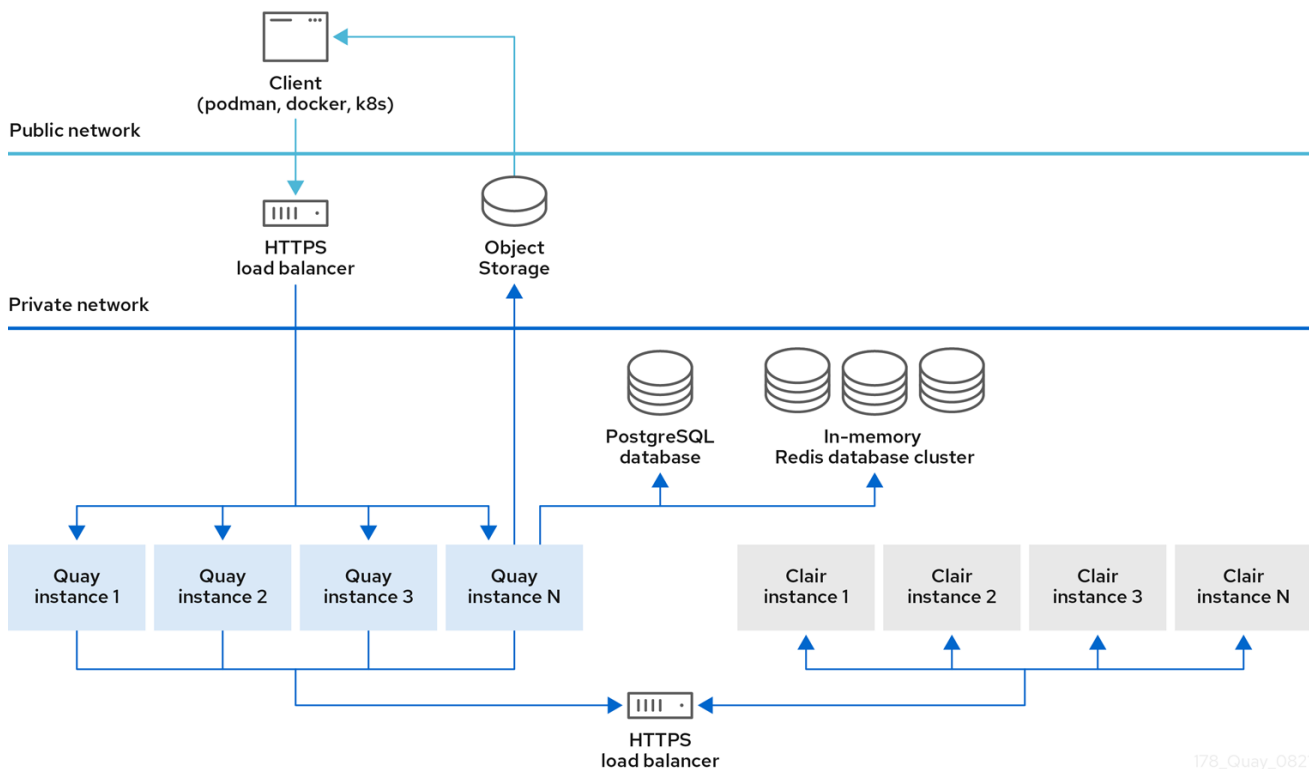 Client
(podman, docker, k8s)
Public network
HTTPS
load balancer
Object
Storage
Private network
PostgreSQL
database
In-memory
Redis database cluster
Quay
instance 1
Quay
instance 2
Quay
instance 3
Quay
instance N
Clair
instance 1
Clair
instance 2
Clair
instance 3
Clair
instance N
HTTPS
load balancer
178_Quay_082